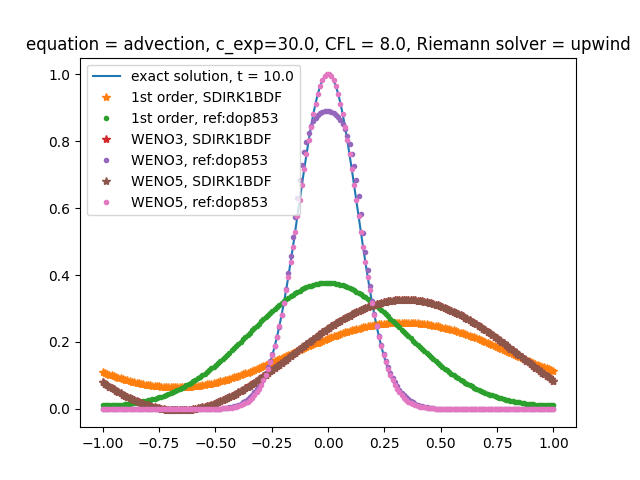 equation = advection, c_exp=30.0, CFL = 8.0, Riemann solver = upwind
exact solution, t = 10.0
1st order, SDIRK1BDF
1st order, ref:dop853
WENO3, SDIRK1BDF
WENO3, ref:dop853
WENO5, SDIRK1BDF
WENO5, ref:dop853
1.0
0.8
0.6
0.4
0.2
0.0
−1.00 −0.75 −0.50 −0.25 0.00 0.25 0.50 0.75 1.00